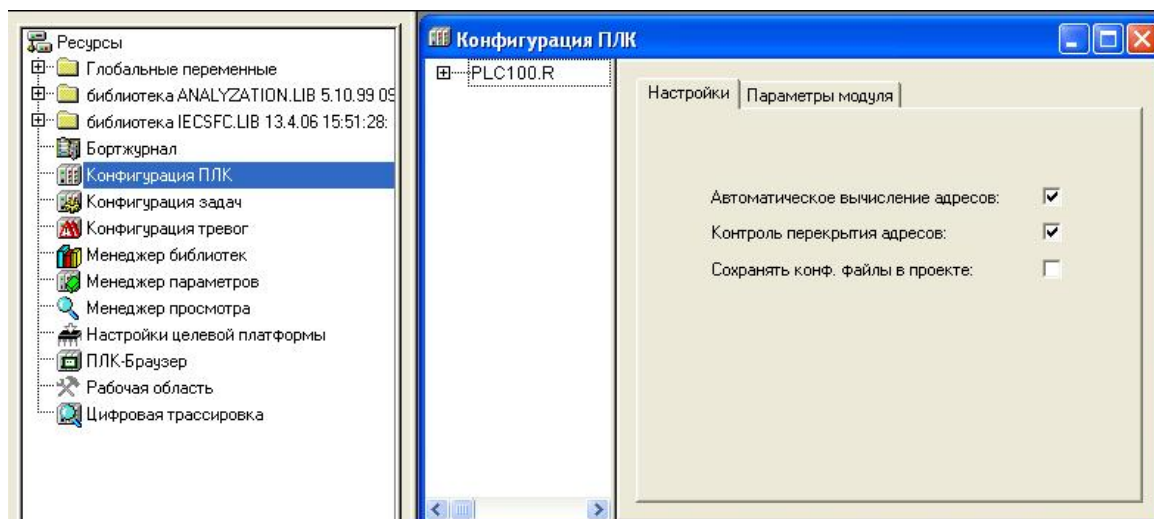 Ресурсы
Глобальные переменные
библиотека ANALYZATION.LIB 5.10.99 09
библиотека IECSFC.LIB 13.4.06 15:51:28:
Бортжурнал
Конфигурация ПЛК
Конфигурация задач
Конфигурация тревог
Менеджер библиотек
Менеджер параметров
Менеджер просмотра
Настройки целевой платформы
ПЛК-Браузер
Рабочая область
Цифровая трассировка
Конфигурация ПЛК
PLC100.R
Настройки
Параметры модуля
Автоматическое вычисление адресов:
Контроль перекрытия адресов:
Сохранять конф. файлы в проекте: